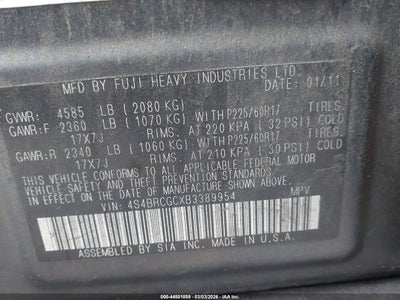 MFD BY FUJI HEAVY INDUSTRIES LTD.
DATE: 01/11
GVWR: 4585 LB ( 2080 KG)
GAWR:F 2360 LB ( 1070 KG) WITH P225/60R17 TIRES.
17X7J RIMS. AT 220 KPA ( 32 PSI) COLD
GAWR:R 2340 LB ( 1060 KG) WITH P225/60R17 TIRES.
17X7J RIMS. AT 210 KPA ( 30 PSI) COLD
THIS VEHICLE CONFORMS TO ALL APPLICABLE FEDERAL MOTOR
VEHICLE SAFETY AND THEFT PREVENTION STANDARDS
IN EFFECT ON THE DATE OF MANUFACTURE SHOWN ABOVE.
VIN: 4S4BRCGCXB3389954 MPV
ASSEMBLED BY SIA INC. IN U.S.A.
000-44601888 - 03/03/2026 -